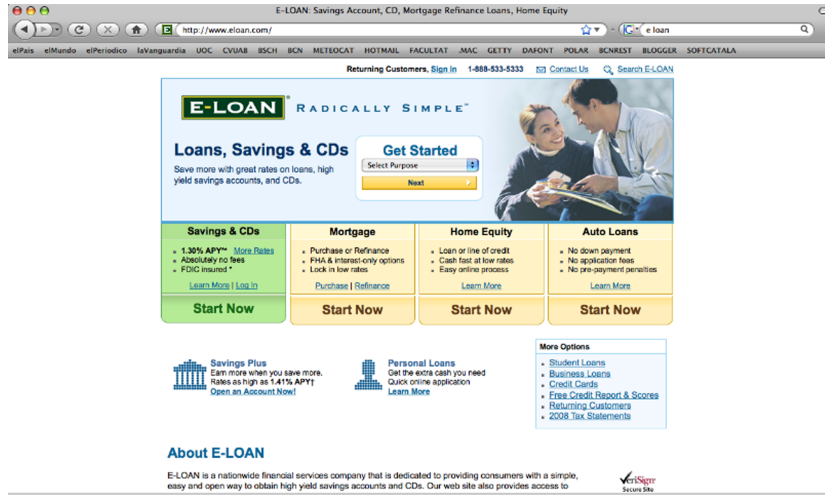 E-LOAN: Savings Account, CD, Mortgage Refinance Loans, Home Equity
http://www.eloan.com/
e loan
elPais elMundo elPeriodico laVanguardia UOC CVUAB BSCH BCN METEOCAT HOTMAIL FACULTAT .MAC GETTY DAFONT POLAR BCNREST BLOGGER SOFTCATALA
Returning Customers, Sign in 1-888-533-5333 Contact Us Search E-LOAN
E-LOAN® RADICALLY SIMPLE℠
Loans, Savings & CDs
Save more with great rates on loans, high
yield savings accounts, and CDs.
Get Started
Select Purpose
Next
Savings & CDs
1.30% APY** More Rates
Absolutely no fees
FDIC insured *
Learn More | Log In
Start Now
Mortgage
Purchase or Refinance
FHA & interest-only options
Lock in low rates
Purchase | Refinance
Start Now
Home Equity
Loan or line of credit
Cash fast at low rates
Easy online process
Learn More
Start Now
Auto Loans
No down payment
No application fees
No pre-payment penalties
Learn More
Start Now
Savings Plus
Earn more when you save more.
Rates as high as 1.41% APY†
Open an Account Now!
Personal Loans
Get the extra cash you need
Quick online application
Learn More
More Options
Student Loans
Business Loans
Credit Cards
Free Credit Report & Scores
Returning Customers
2008 Tax Statements
About E-LOAN
E-LOAN is a nationwide financial services company that is dedicated to providing consumers with a simple,
easy and open way to obtain high yield savings accounts and CDs. Our web site also provides access to
VeriSign
Secure Site